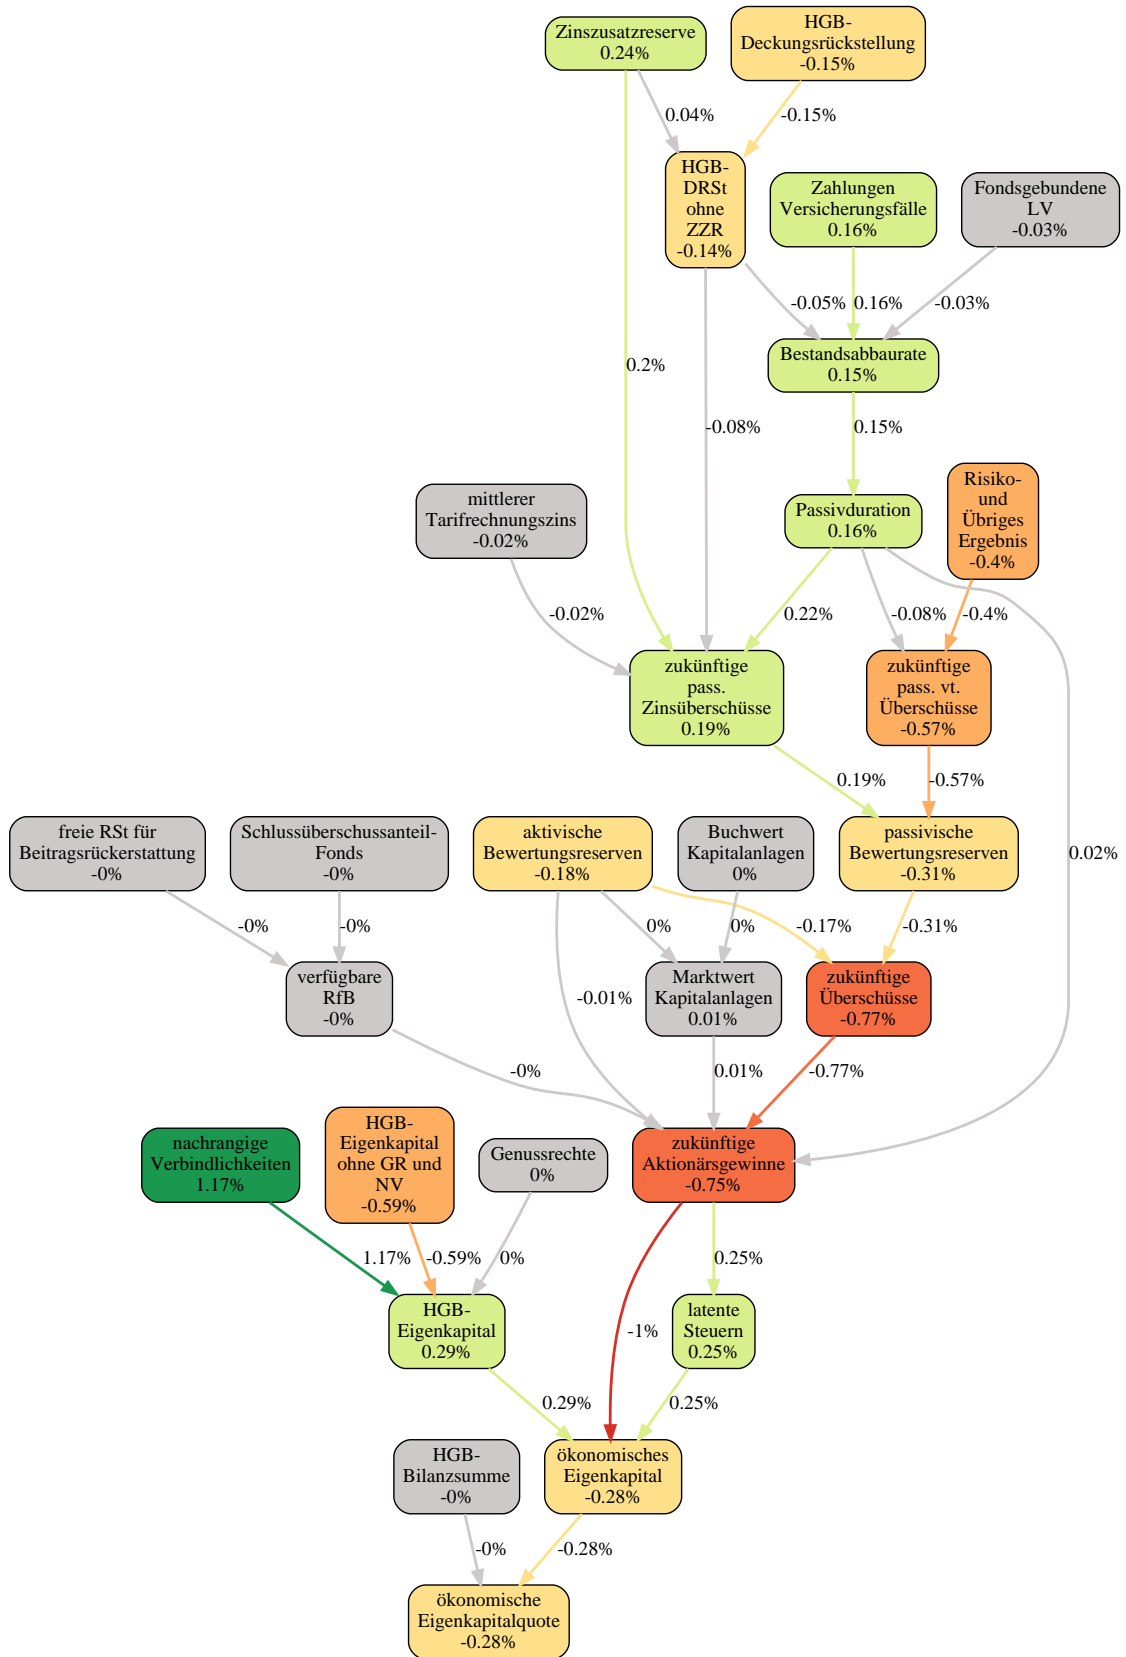 Zinszusatzreserve
0.24%
HGB-
Deckungsrückstellung
-0.15%
0.04%
-0.15%
HGB-
DRSt
ohne
ZZR
-0.14%
Zahlungen
Versicherungsfälle
0.16%
Fondsgebundene
LV
-0.03%
-0.05%
0.16%
-0.03%
Bestandsabbaurate
0.15%
0.2%
-0.08%
0.15%
mittlerer
Tarifrechnungszins
-0.02%
Passivduration
0.16%
Risiko-
und
Übriges
Ergebnis
-0.4%
-0.02%
0.22%
-0.08%
-0.4%
zukünftige
pass.
Zinsüberschüsse
0.19%
zukünftige
pass. vt.
Überschüsse
-0.57%
0.19%
-0.57%
freie RSt für
Beitragsrückerstattung
-0%
Schlussüberschussanteil-
Fonds
-0%
aktivische
Bewertungsreserven
-0.18%
Buchwert
Kapitalanlagen
0%
passivische
Bewertungsreserven
-0.31%
0.02%
-0%
-0%
0%
0%
-0.17%
-0.31%
verfügbare
RfB
-0%
-0.01%
Marktwert
Kapitalanlagen
0.01%
zukünftige
Überschüsse
-0.77%
-0%
0.01%
-0.77%
nachrangige
Verbindlichkeiten
1.17%
HGB-
Eigenkapital
ohne GR und
NV
-0.59%
Genussrechte
0%
zukünftige
Aktionärsgewinne
-0.75%
1.17%
-0.59%
0%
0.25%
HGB-
Eigenkapital
0.29%
-1%
latente
Steuern
0.25%
0.29%
0.25%
HGB-
Bilanzsumme
-0%
ökonomisches
Eigenkapital
-0.28%
-0%
-0.28%
ökonomische
Eigenkapitalquote
-0.28%